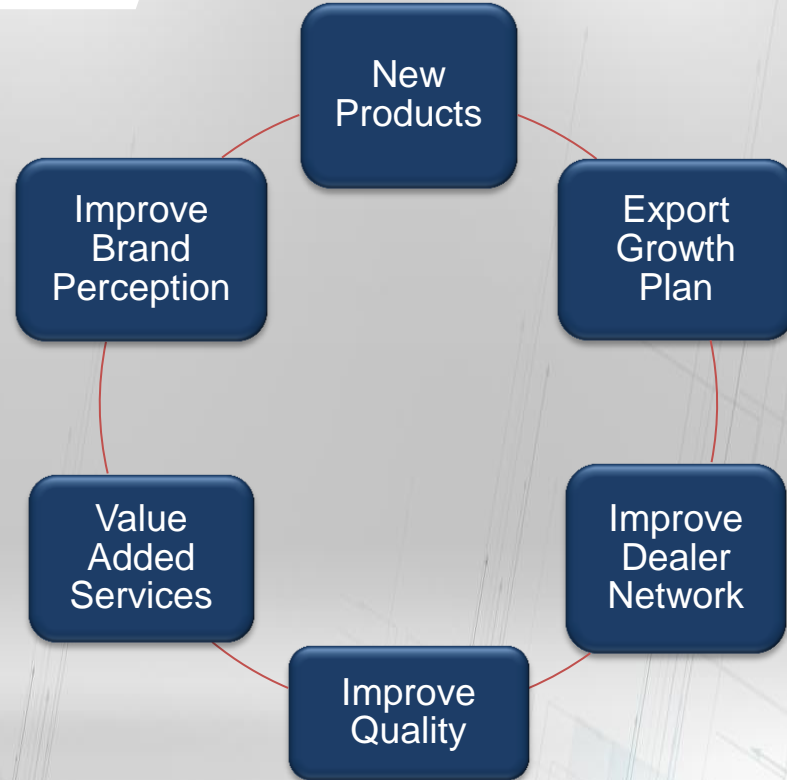 New
Products
Export
Growth
Plan
Improve
Dealer
Network
Improve
Quality
Value
Added
Services
Improve
Brand
Perception